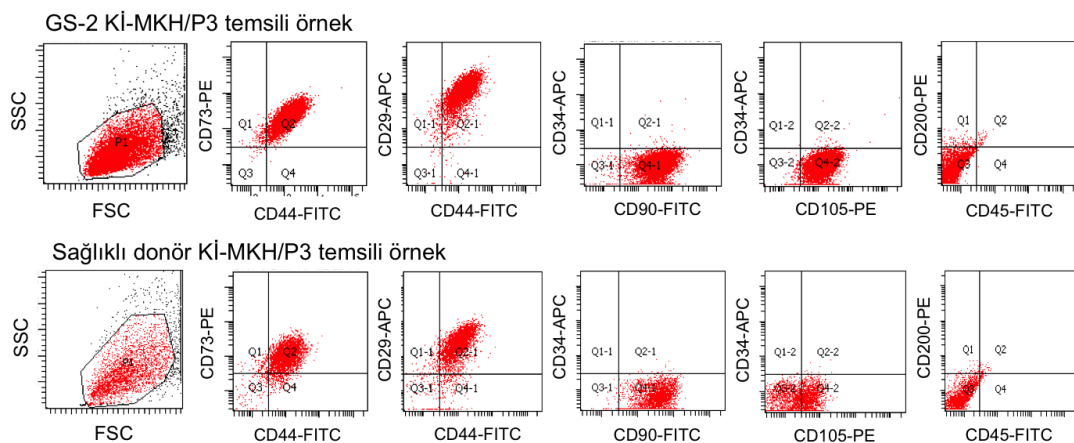 GS-2 Kİ-MKH/P3 temsili örnek
SSC
P1
FSC
CD73-PE
Q1
Q2
Q3
Q4
CD44-FITC
CD29-APC
Q1-1
Q2-1
Q3-1
Q4-1
CD44-FITC
CD34-APC
Q1-1
Q2-1
Q3-1
Q4-1
CD90-FITC
CD34-APC
Q1-2
Q2-2
Q3-2
Q4-2
CD105-PE
CD200-PE
Q1
Q2
Q3
Q4
CD45-FITC
Sağlıklı donör Kİ-MKH/P3 temsili örnek
SSC
P1
FSC
CD73-PE
Q1
Q2
Q3
Q4
CD44-FITC
CD29-APC
Q1-1
Q2-1
Q3-1
Q4-1
CD44-FITC
CD34-APC
Q1-1
Q2-1
Q3-1
CD90-FITC
CD34-APC
Q1-2
Q2-2
Q4-2
CD105-PE
CD200-PE
Q1
Q2
Q4
CD45-FITC